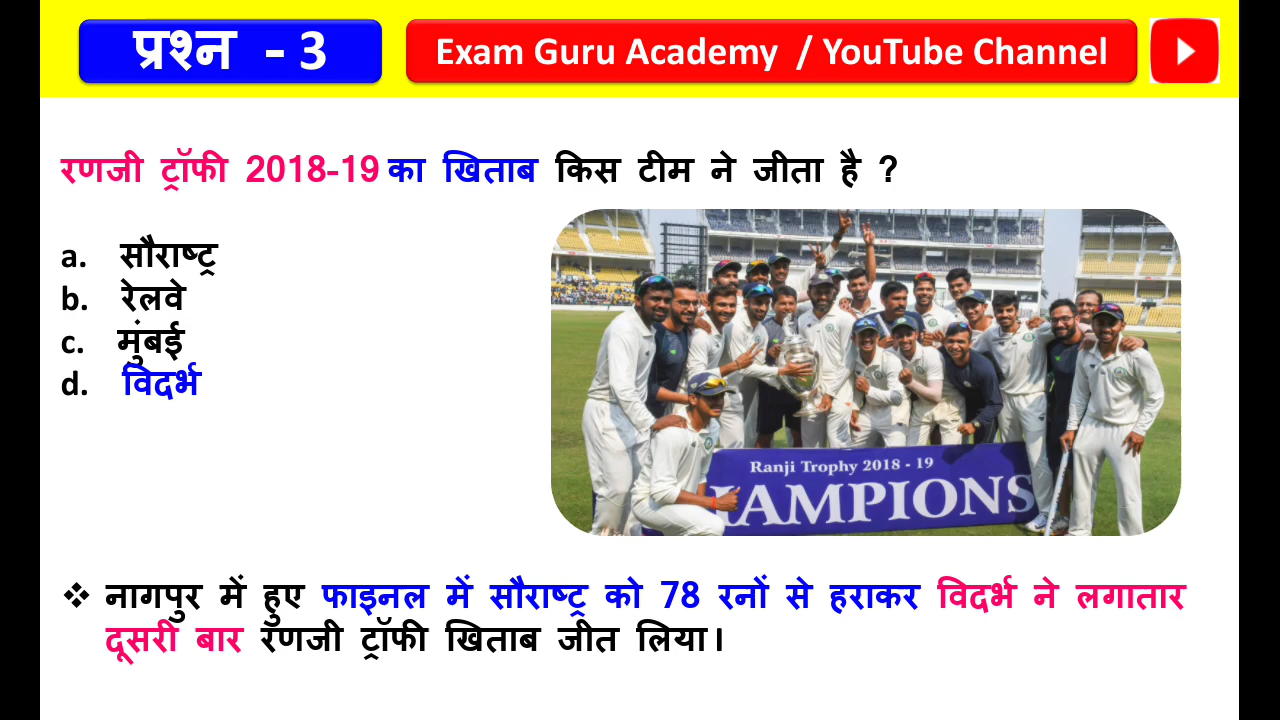 प्रश्न - 3
Exam Guru Academy / YouTube Channel
रणजी ट्रॉफी 2018-19 का खिताब किस टीम ने जीता है ?
a. सौराष्ट्र
b. रेलवे
c. मुंबई
d. विदर्भ
Ranji Trophy 2018 - 19
HAMPIONS
❖ नागपुर में हुए फाइनल में सौराष्ट्र को 78 रनों से हराकर विदर्भ ने लगातार
दूसरी बार रणजी ट्रॉफी खिताब जीत लिया।